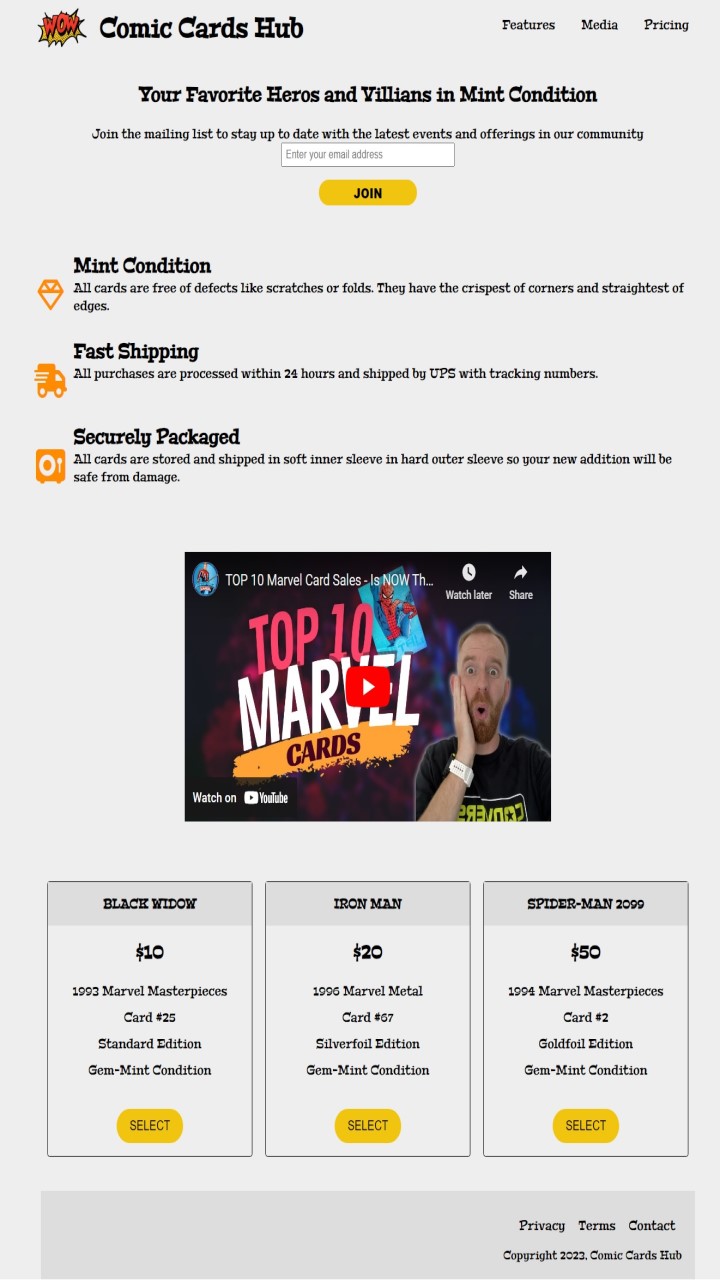 WOW
Comic Cards Hub
Features Media Pricing
Your Favorite Heros and Villians in Mint Condition
Join the mailing list to stay up to date with the latest events and offerings in our community
Enter your email address
JOIN
Mint Condition
All cards are free of defects like scratches or folds. They have the crispest of corners and straightest of
edges.
Fast Shipping
All purchases are processed within 24 hours and shipped by UPS with tracking numbers.
Securely Packaged
All cards are stored and shipped in soft inner sleeve in hard outer sleeve so your new addition will be
safe from damage.
TOP 10 Marvel Card Sales - Is NOW Th...
Watch later Share
TOP 10
MARVEL
CARDS
Watch on YouTube
BLACK WIDOW
$10
1993 Marvel Masterpieces
Card #25
Standard Edition
Gem-Mint Condition
SELECT
IRON MAN
$20
1996 Marvel Metal
Card #67
Silverfoil Edition
Gem-Mint Condition
SELECT
SPIDER-MAN 2099
$50
1994 Marvel Masterpieces
Card #2
Goldfoil Edition
Gem-Mint Condition
SELECT
Privacy Terms Contact
Copyright 2023, Comic Cards Hub